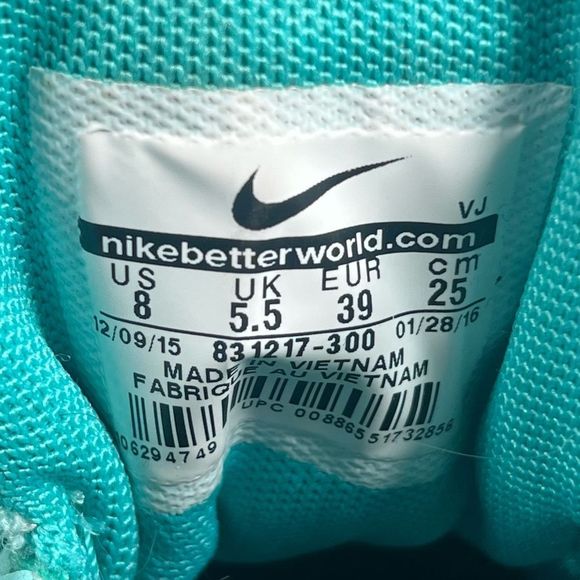 VJ
nikebetterworld.com
US UK EUR cm
8 5.5 39 25
12/09/15 831217-300 01/28/16
MADE IN VIETNAM
FABRIQUE AU VIETNAM
UPC 00886551732856
06294749